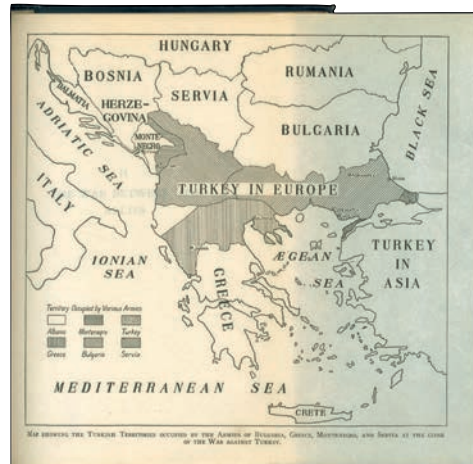 HUNGARY
BOSNIA
RUMANIA
DALMATIA
HERZE-
GOVINA
SERVIA
BLACK SEA
MONTE-
NEGRO
BULGARIA
ADRIATIC SEA
TURKEY IN EUROPE
ITALY
TURKEY
IN
ASIA
IONIAN
SEA
ÆGEAN
SEA
GREECE
Territory Occupied by Various Armies
Albania Montenegro Turkey
Greece Bulgaria Servia
MEDITERRANEAN SEA
CRETE
MAP SHOWING THE TURKISH TERRITORIES OCCUPIED BY THE ARMIES OF BULGARIA, GREECE, MONTENEGRO, AND SERVIA AT THE CLOSE
OF THE WAR AGAINST TURKEY.